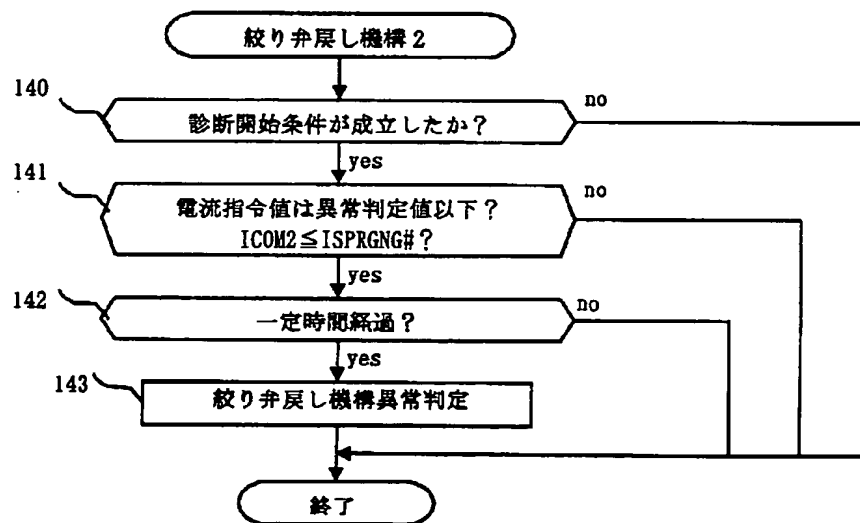 絞り弁戻し機構2
140
no
診断開始条件が成立したか?
yes
141
no
電流指令値は異常判定値以下?
ICOM2≦ISPRGNG#?
yes
142
no
一定時間経過?
yes
143
絞り弁戻し機構異常判定
終了